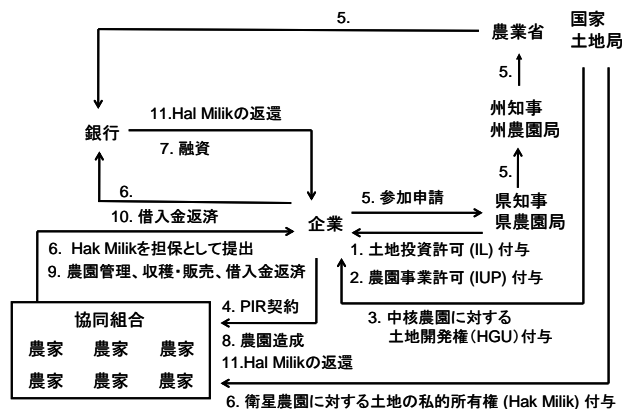 5.
農業省
国家
土地局
5.
11.Hal Milikの返還
銀行
7. 融資
州知事
州農園局
5.
6.
10. 借入金返済
企業
5. 参加申請
県知事
県農園局
6. Hak Milikを担保として提出
9. 農園管理、収穫・販売、借入金返済
1. 土地投資許可 (IL) 付与
2. 農園事業許可 (IUP) 付与
3. 中核農園に対する
土地開発権(HGU)付与
協同組合
農家 農家 農家
農家 農家 農家
4. PIR契約
8. 農園造成
11.Hal Milikの返還
6. 衛星農園に対する土地の私的所有権 (Hak Milik) 付与